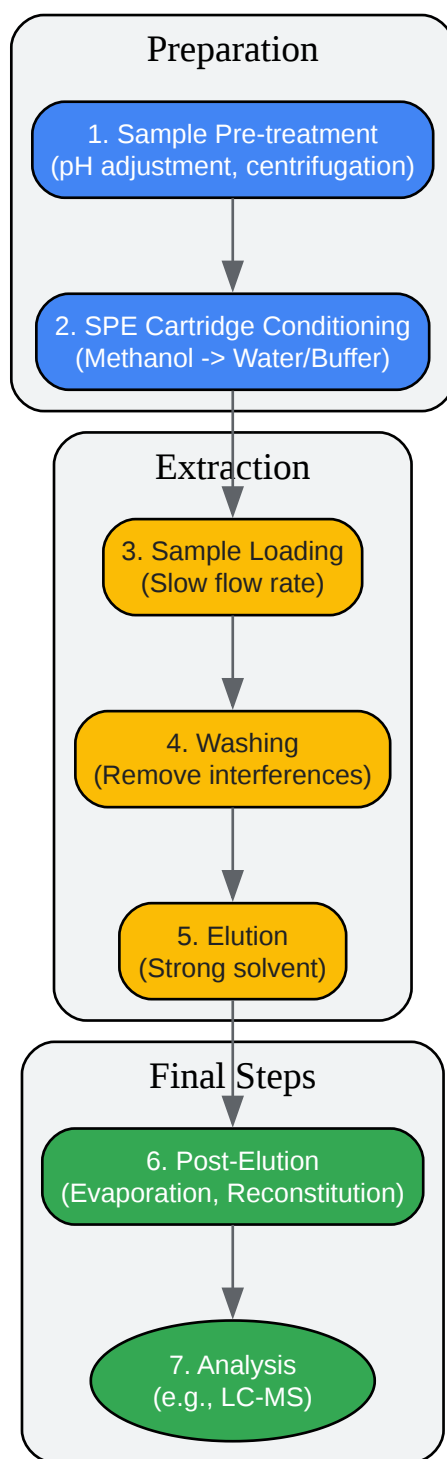 Preparation
1. Sample Pre-treatment
(pH adjustment, centrifugation)
2. SPE Cartridge Conditioning
(Methanol -> Water/Buffer)
Extraction
3. Sample Loading
(Slow flow rate)
4. Washing
(Remove interferences)
5. Elution
(Strong solvent)
Final Steps
6. Post-Elution
(Evaporation, Reconstitution)
7. Analysis
(e.g., LC-MS)